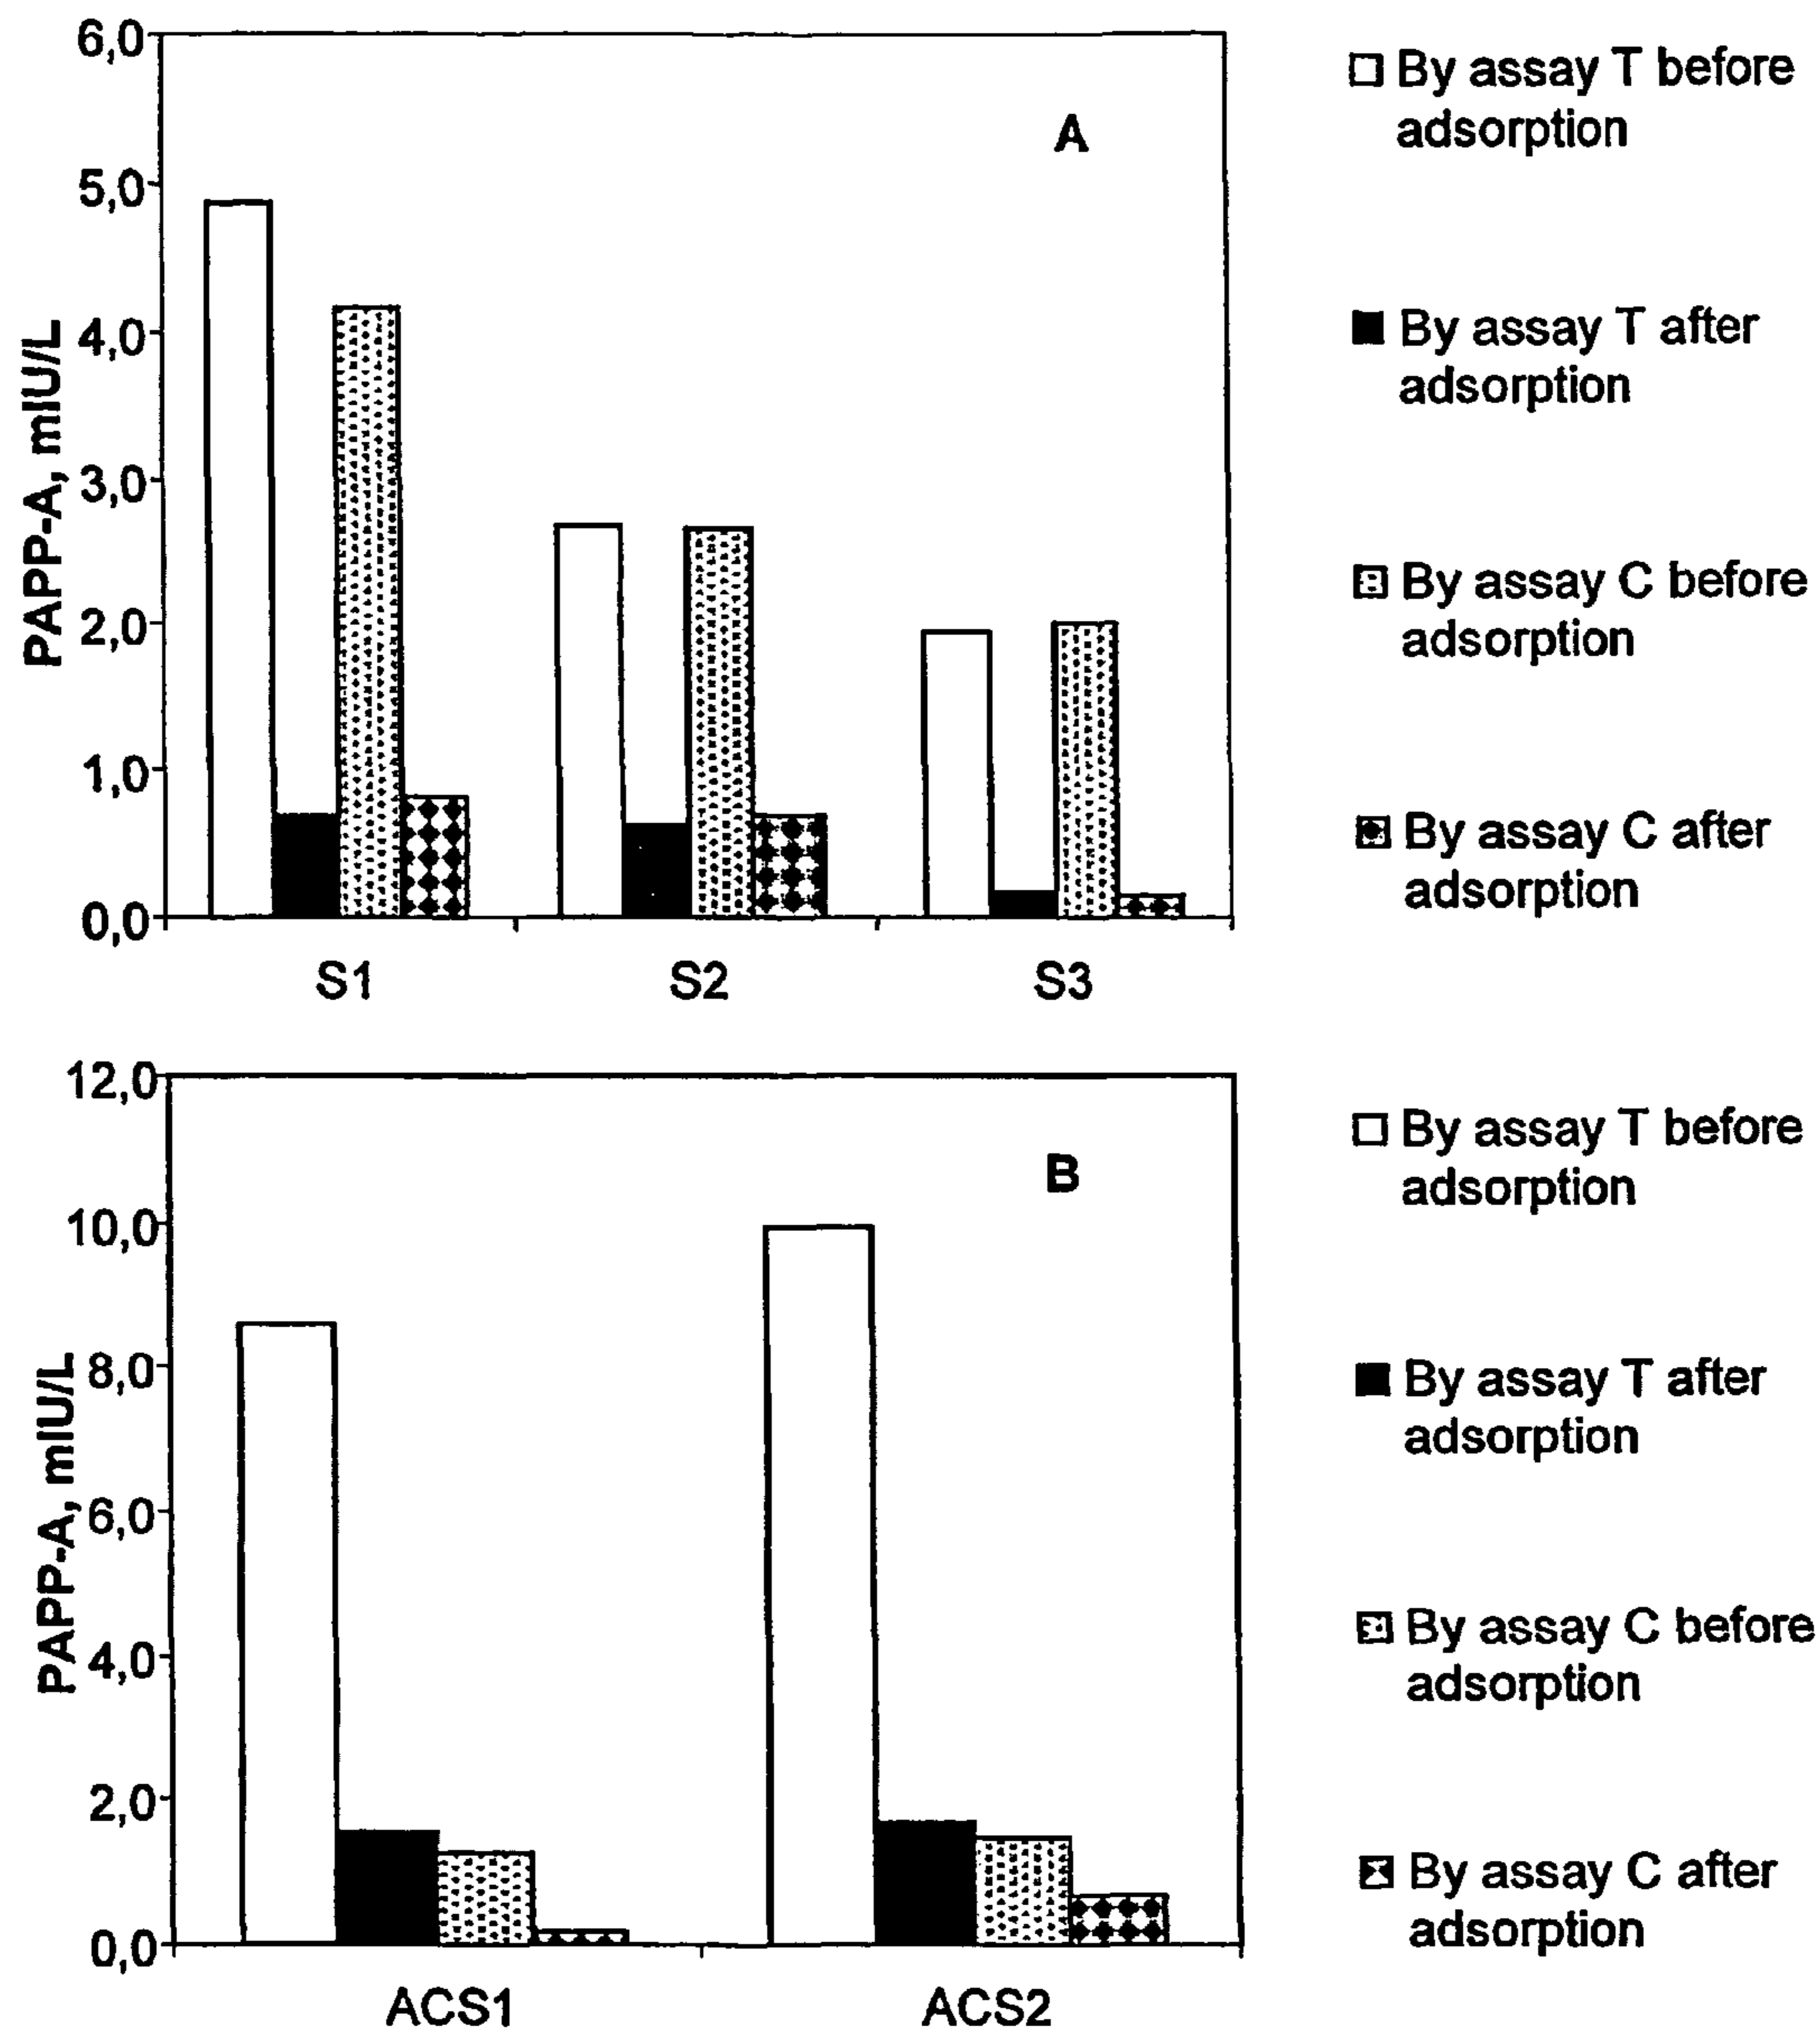 6,0
5,0
4,0
3,0
2,0
1,0
0,0
PAPP-A, mIU/L
A
S1
S2
S3
By assay T before
adsorption
By assay T after
adsorption
By assay C before
adsorption
By assay C after
adsorption
12,0
10,0
8,0
6,0
4,0
2,0
0,0
PAPP-A, mIU/L
B
ACS1
ACS2
By assay T before
adsorption
By assay T after
adsorption
By assay C before
adsorption
By assay C after
adsorption